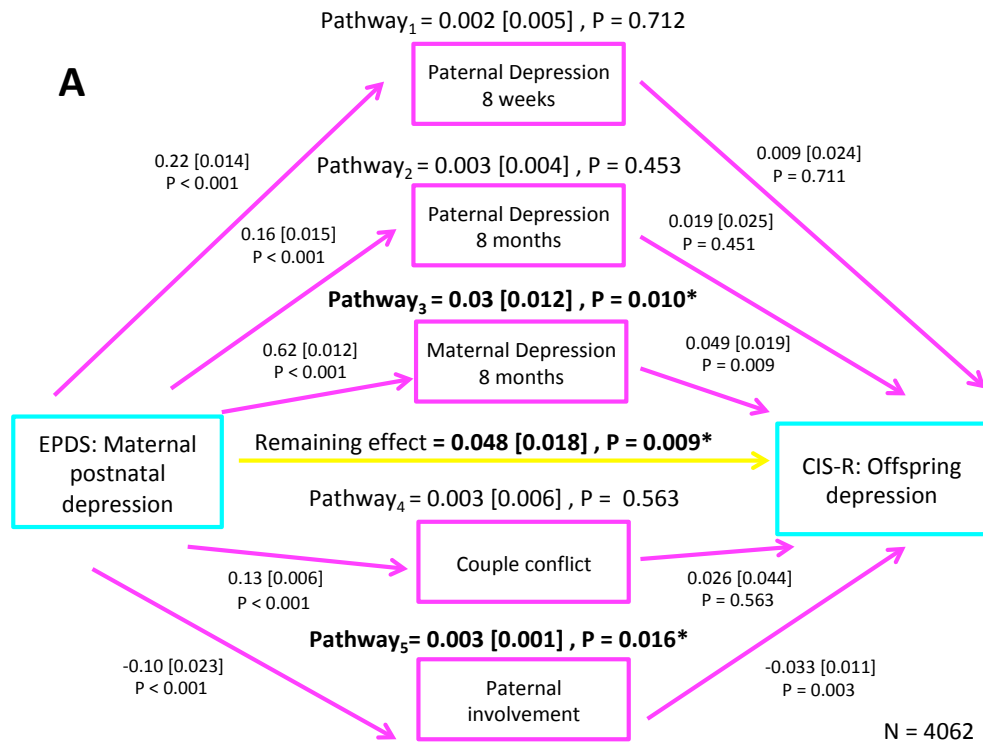 Pathway₁ = 0.002 [0.005] , P = 0.712
A
Paternal Depression
8 weeks
0.22 [0.014]
P < 0.001
0.009 [0.024]
P = 0.711
Pathway₂ = 0.003 [0.004] , P = 0.453
Paternal Depression
8 months
0.16 [0.015]
P < 0.001
0.019 [0.025]
P = 0.451
Pathway₃ = 0.03 [0.012] , P = 0.010*
Maternal Depression
8 months
0.62 [0.012]
P < 0.001
0.049 [0.019]
P = 0.009
EPDS: Maternal
postnatal
depression
Remaining effect = 0.048 [0.018] , P = 0.009*
CIS-R: Offspring
depression
Pathway₄ = 0.003 [0.006] , P = 0.563
Couple conflict
0.13 [0.006]
P < 0.001
0.026 [0.044]
P = 0.563
Pathway₅= 0.003 [0.001] , P = 0.016*
Paternal
involvement
-0.10 [0.023]
P < 0.001
-0.033 [0.011]
P = 0.003
N = 4062